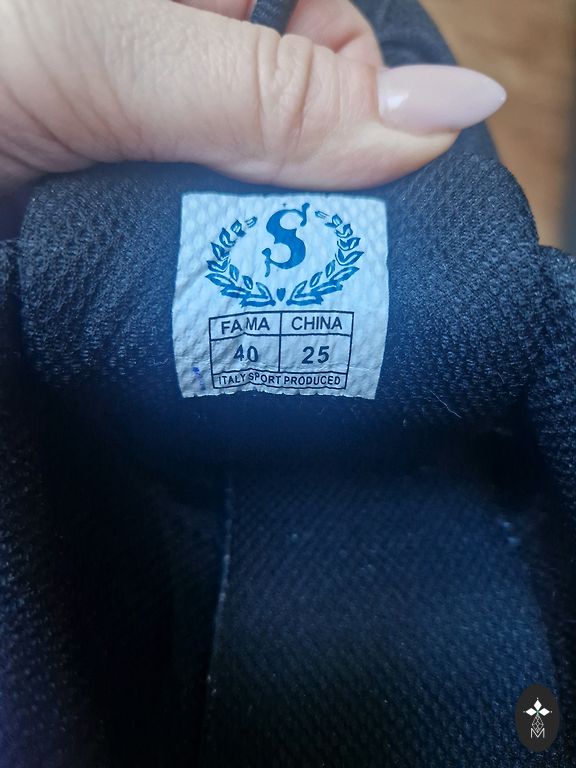 S
FAMA CHINA
40 25
ITALY SPORT PRODUCED
M